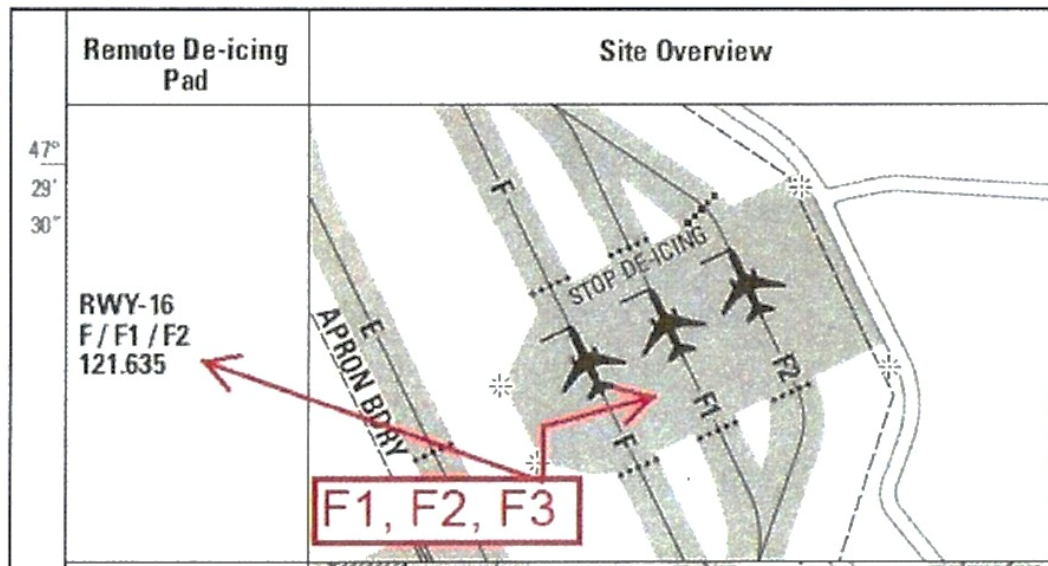 Remote De-icing
Pad
Site Overview
47°
29'
30"
RWY-16
F / F1 / F2
121.635
F
STOP DE-ICING
E
APRON BDRY
F2
F1
F
F1, F2, F3